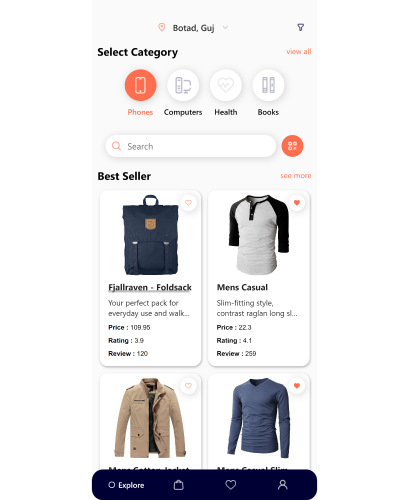 Botad, Guj
Select Category
view all
Phones
Computers
Health
Books
Search
Best Seller
see more
Fjallraven - Foldsack
Your perfect pack for
everyday use and walk...
Price : 109.95
Rating : 3.9
Review : 120
Mens Casual
Slim-fitting style,
contrast raglan long sl...
Price : 22.3
Rating : 4.1
Review : 259
Mens Cotton Jacket
Mens Casual Slim
Explore